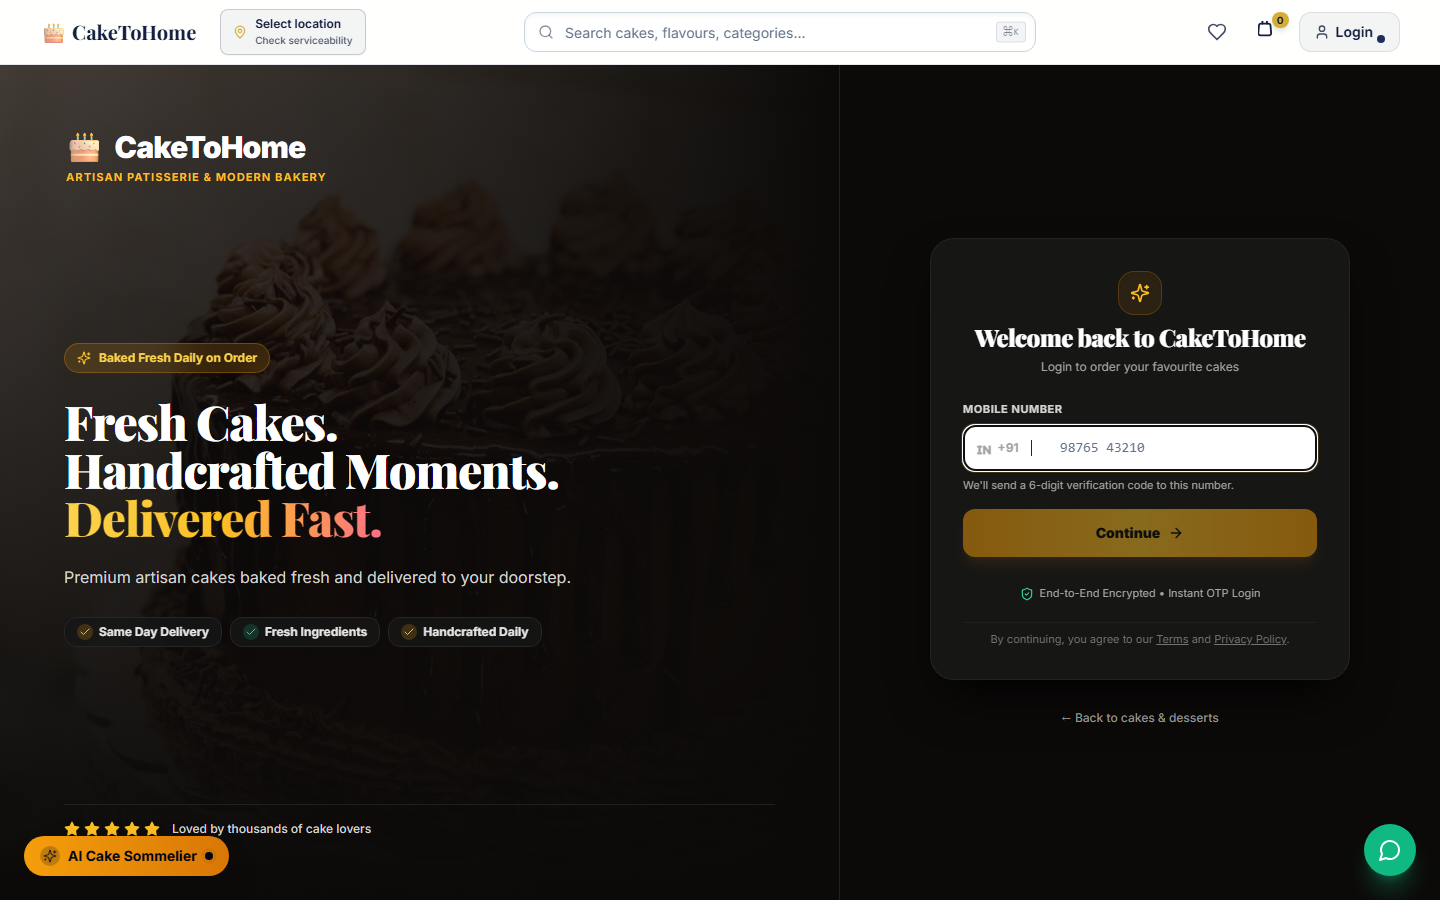 CakeToHome
Select location
Check serviceability
Search cakes, flavours, categories...
⌘K
0
Login
CakeToHome
ARTISAN PATISSERIE & MODERN BAKERY
Baked Fresh Daily on Order
Fresh Cakes.
Handcrafted Moments.
Delivered Fast.
Premium artisan cakes baked fresh and delivered to your doorstep.
Same Day Delivery
Fresh Ingredients
Handcrafted Daily
Loved by thousands of cake lovers
AI Cake Sommelier
Welcome back to CakeToHome
Login to order your favourite cakes
MOBILE NUMBER
IN +91 98765 43210
We'll send a 6-digit verification code to this number.
Continue →
End-to-End Encrypted • Instant OTP Login
By continuing, you agree to our Terms and Privacy Policy.
← Back to cakes & desserts